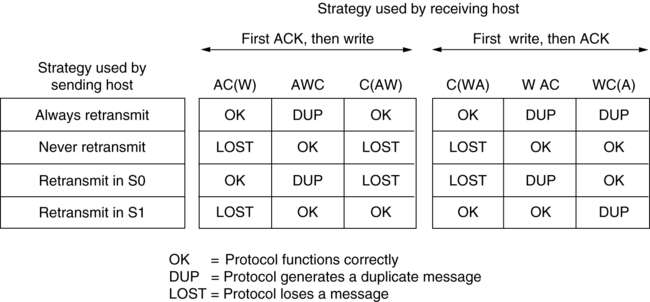 Strategy used by receiving host
First ACK, then write First write, then ACK
Strategy used by
sending host
AC(W) AWC C(AW) C(WA) W AC WC(A)
Always retransmit OK DUP OK OK DUP DUP
Never retransmit LOST OK LOST LOST OK OK
Retransmit in S0 OK DUP LOST LOST DUP OK
Retransmit in S1 LOST OK OK OK OK DUP
OK = Protocol functions correctly
DUP = Protocol generates a duplicate message
LOST = Protocol loses a message